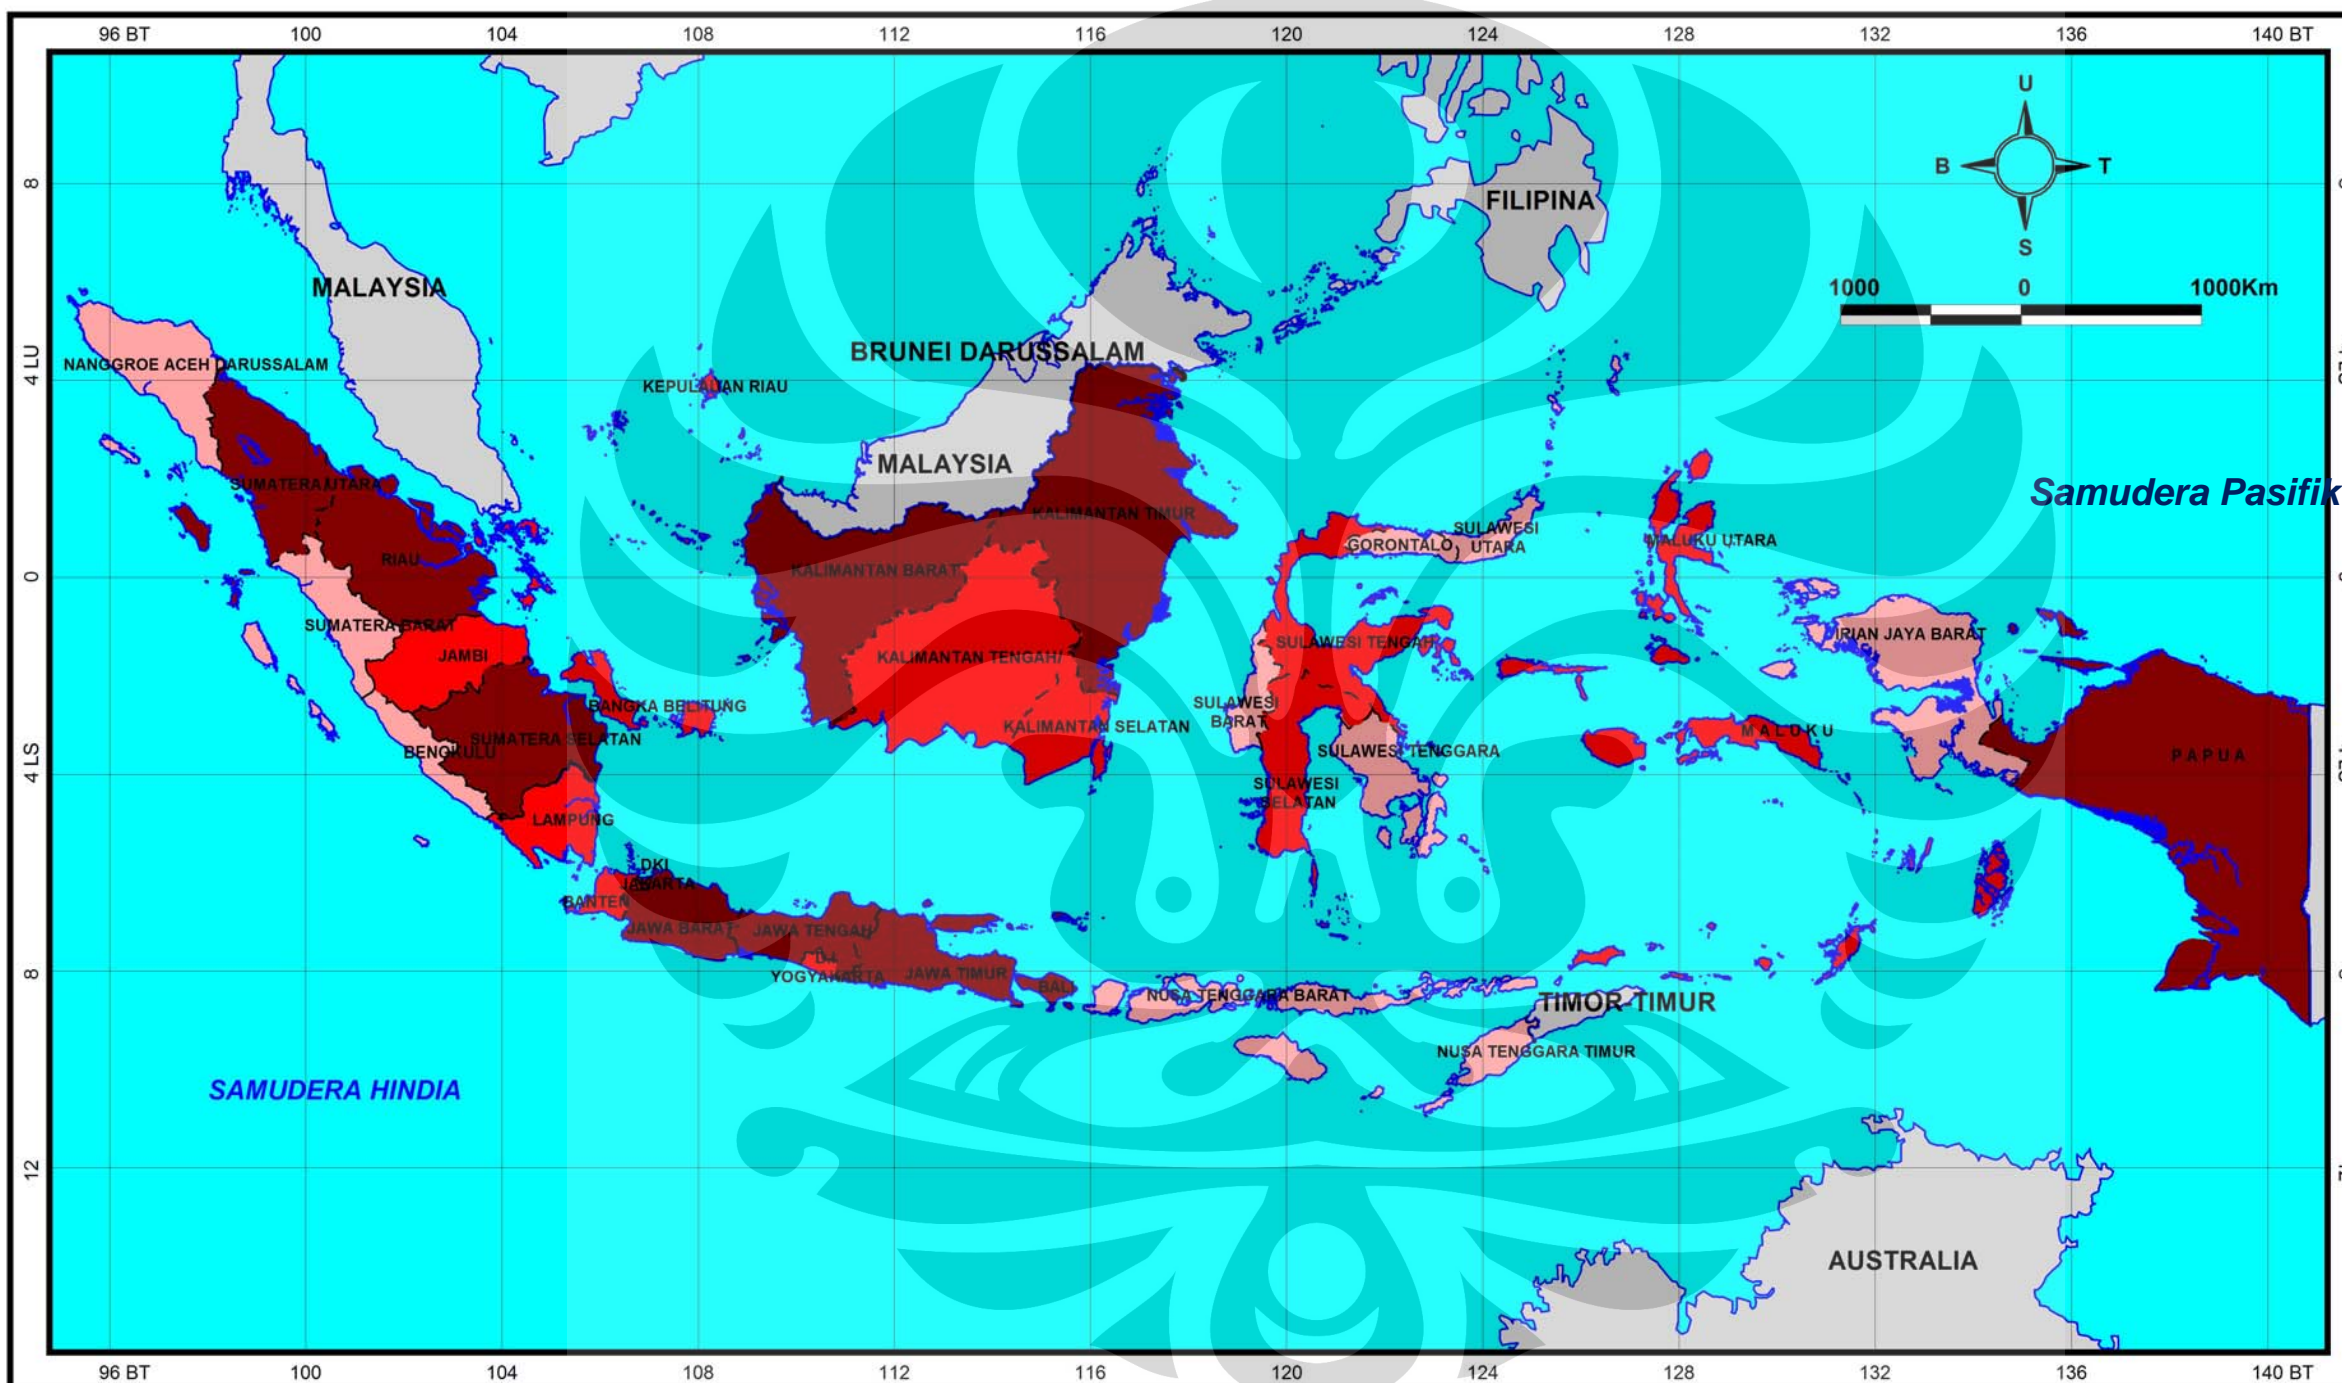 96 BT 100 104 108 112 116 120 124 128 132 136 140 BT
U
B T
S
8
FILIPINA
MALAYSIA
1000 0 1000Km
BRUNEI DARUSSALAM
4 LU
NANGGROE ACEH DARUSSALAM
KEPULAUAN RIAU
MALAYSIA
SUMATERA UTARA
Samudera Pasifik
KALIMANTAN TIMUR
SULAWESI
UTARA
GORONTALO
MALUKU UTARA
RIAU
KALIMANTAN BARAT
0
SUMATERA BARAT
IRIAN JAYA BARAT
SULAWESI TENGAH
JAMBI
KALIMANTAN TENGAH/
SULAWESI
BARAT
BANGKA BELITUNG
KALIMANTAN SELATAN
MALUKU
SUMATERA SELATAN
BENGKULU
SULAWESI TENGGARA
PAPUA
4 LS
SULAWESI
SELATAN
LAMPUNG
DKI
JAKARTA
BANTEN
JAWA BARAT
JAWA TENGAH
D.I.
YOGYAKARTA
JAWA TIMUR
8
BALI
NUSA TENGGARA BARAT
TIMOR TIMUR
NUSA TENGGARA TIMUR
SAMUDERA HINDIA
12
AUSTRALIA
96 BT 100 104 108 112 116 120 124 128 132 136 140 BT